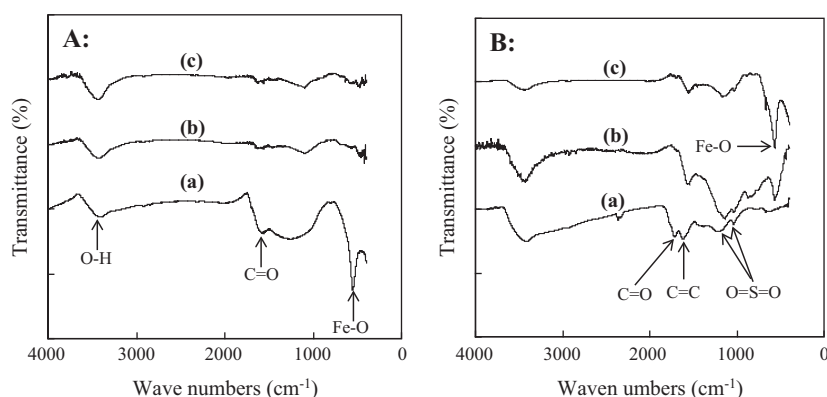 A:
(c)
(b)
(a)
O-H
C=O
Fe-O
Transmittance (%)
4000 3000 2000 1000 0
Wave numbers (cm⁻¹)
B:
(c)
Fe-O
(b)
(a)
C=O
C=C
O=S=O
Transmittance (%)
4000 3000 2000 1000 0
Waven umbers (cm⁻¹)